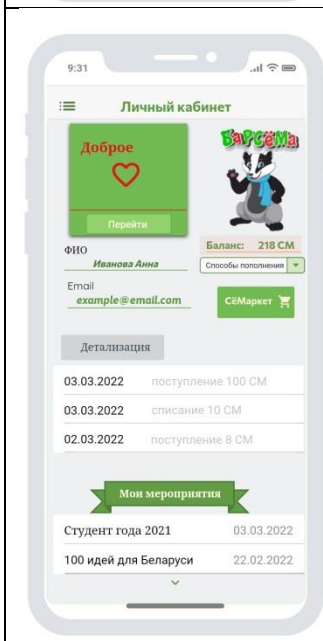 9:31
Личный кабинет
Доброе
Перейти
БаРСёМа
Баланс: 218 СМ
Способы пополнения
ФИО
Иванова Анна
Email
example@email.com
СёМаркет
Детализация
03.03.2022 поступление 100 СМ
03.03.2022 списание 10 СМ
02.03.2022 поступление 8 СМ
Мои мероприятия
Студент года 2021 03.03.2022
100 идей для Беларуси 22.02.2022